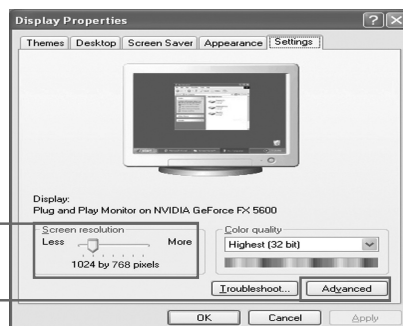 Display Properties
Themes Desktop Screen Saver Appearance Settings
Display:
Plug and Play Monitor on NVIDIA GeForce FX 5600
Screen resolution
Less More
1024 by 768 pixels
Color quality
Highest (32 bit)
Troubleshoot... Advanced
OK Cancel Apply